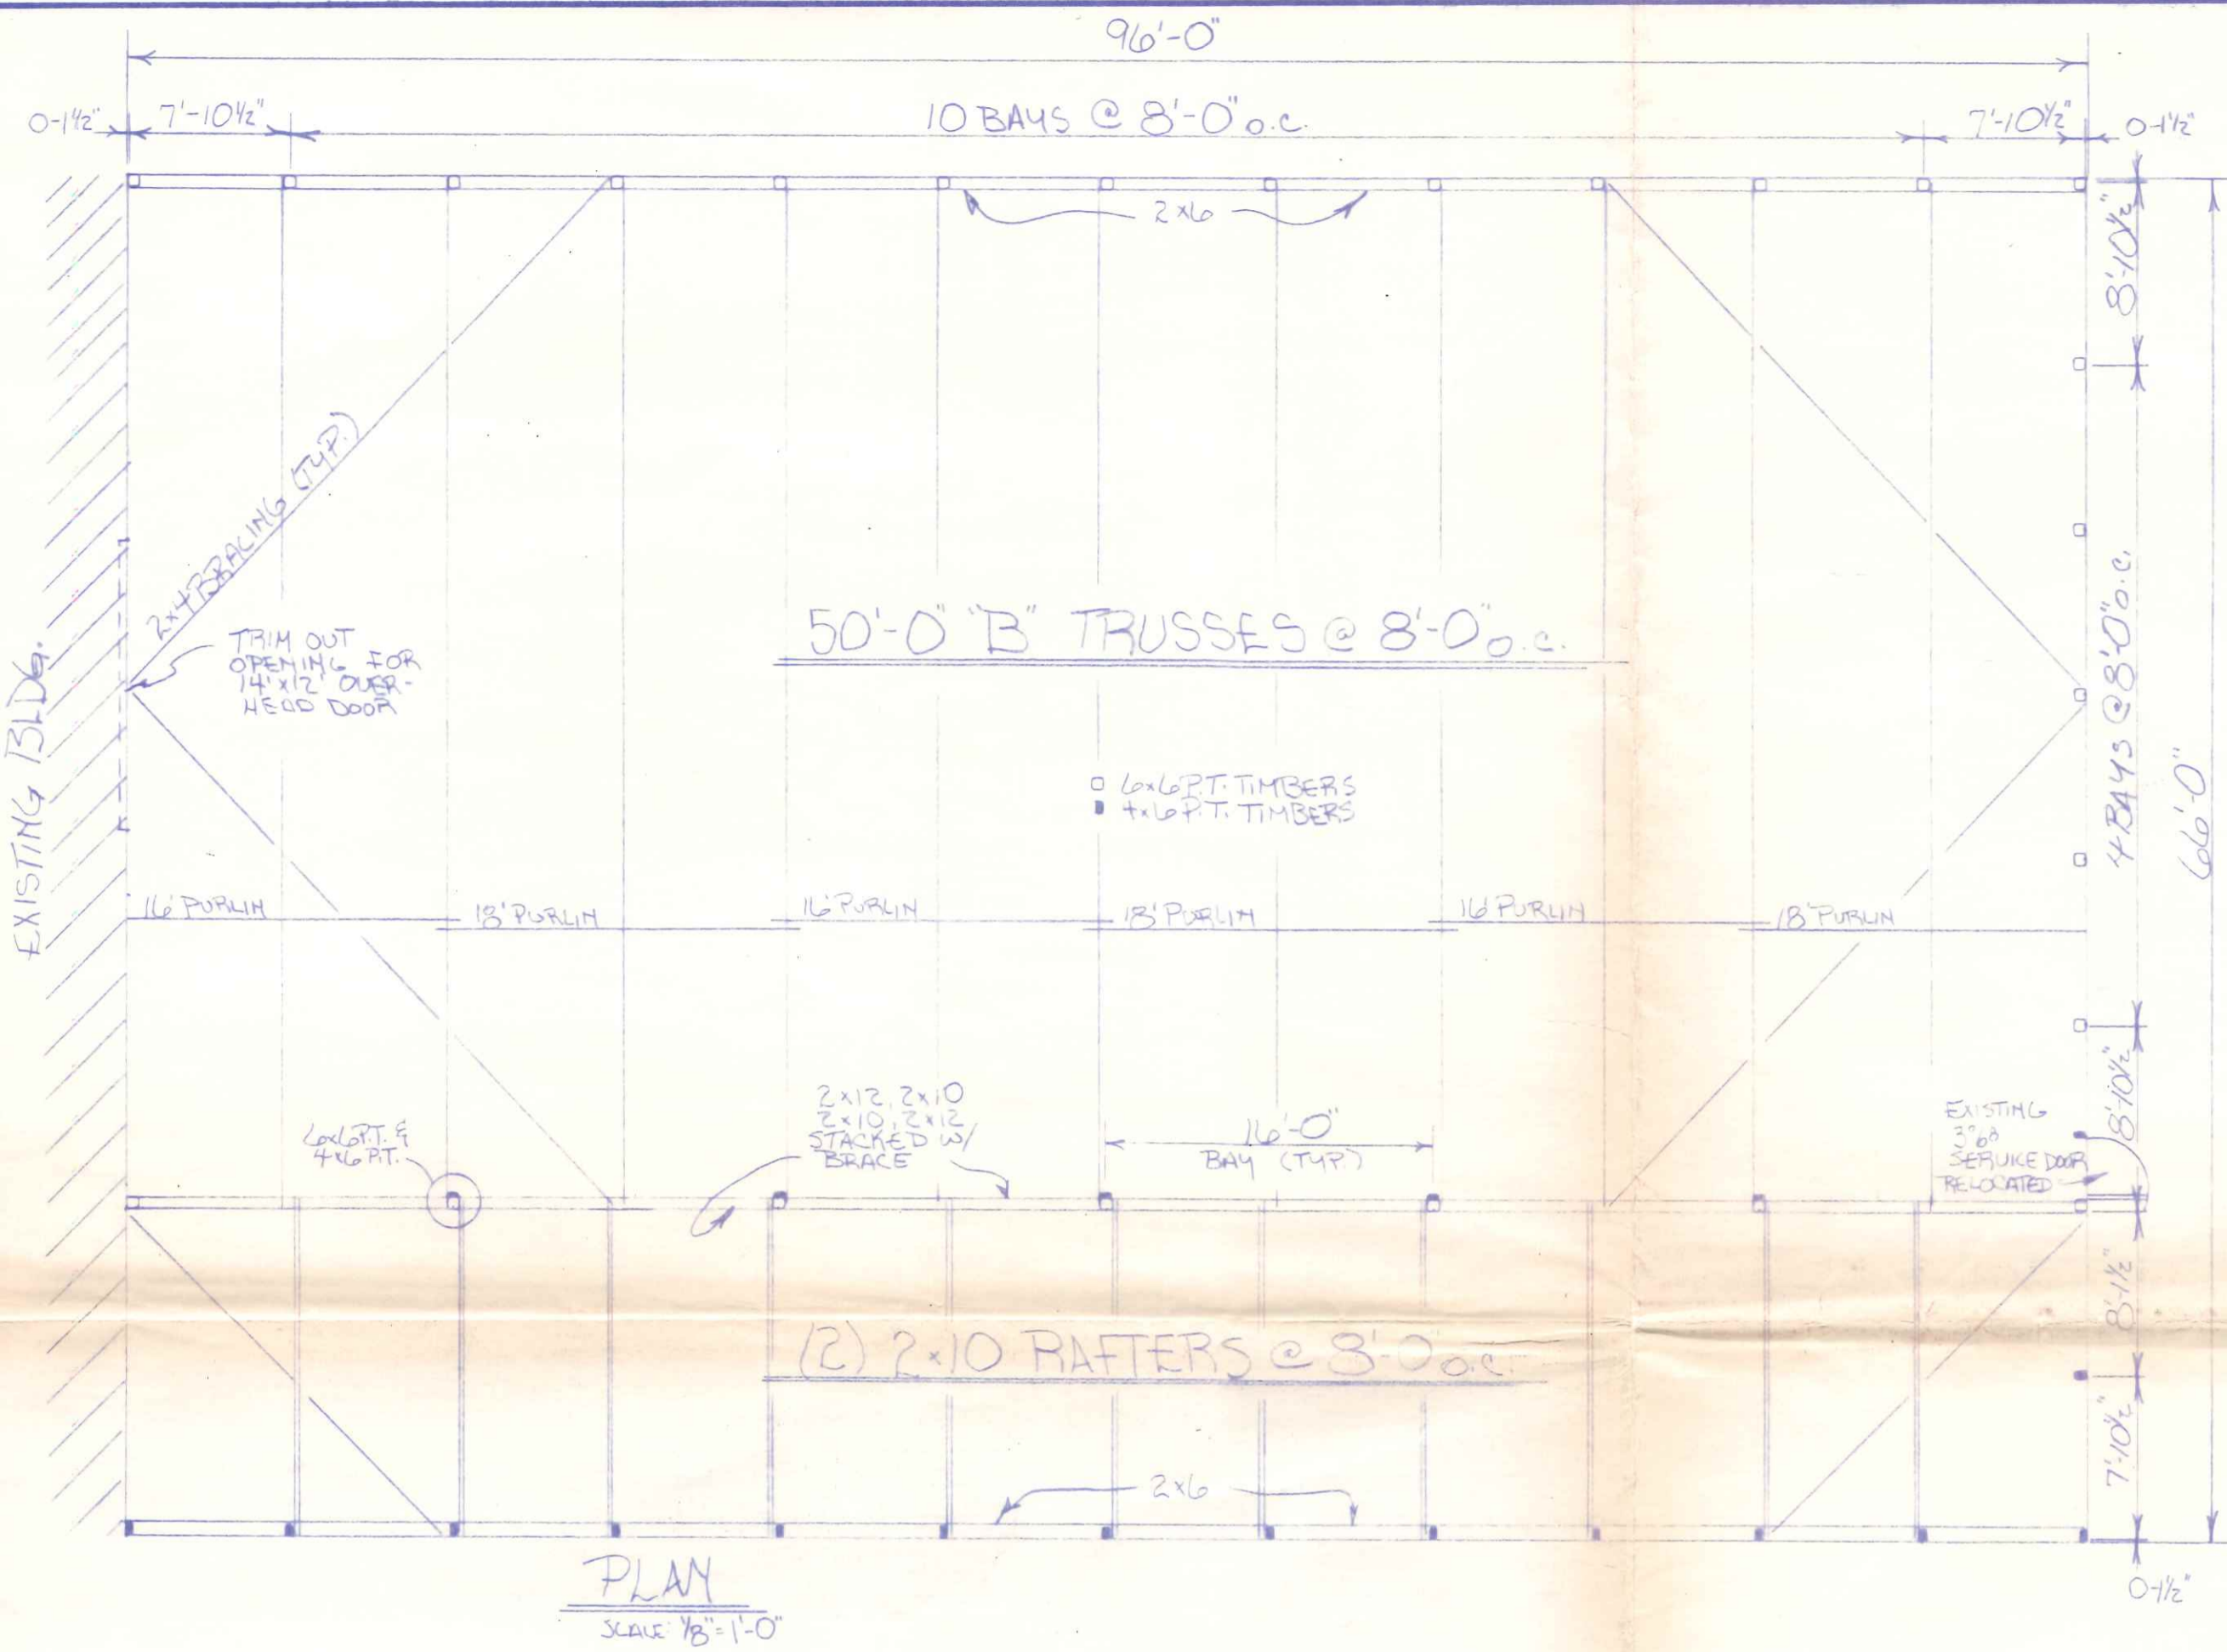 96'-0"
0-1½" 7'-10½" 10 BAYS @ 8'-0" o.c. 7'-10½" 0-1½"
2x6
8'-10½"
2x4 BRACING (TYP.)
TRIM OUT
OPENING FOR
14'x12' OVER-
HEAD DOOR
EXISTING BLDG.
50'-0" "B" TRUSSES @ 8'-0" o.c.
4 BAYS @ 8'-0" o.c.
66'-0"
6x6 P.T. TIMBERS
4x6 P.T. TIMBERS
16' PURLIN 18' PURLIN 16' PURLIN 18' PURLIN 16' PURLIN 18' PURLIN
8'-10½"
6x6 P.T. &
4x6 P.T.
2x12, 2x10
2x10, 2x12
STACKED W/
BRACE
16'-0"
BAY (TYP.)
EXISTING
SERVICE DOOR
RELOCATED
8'-1½"
(2) 2x10 RAFTERS @ 8'-0 o.c.
7'-10½"
2x6
0-1½"
PLAN
SCALE: ⅛" = 1'-0"